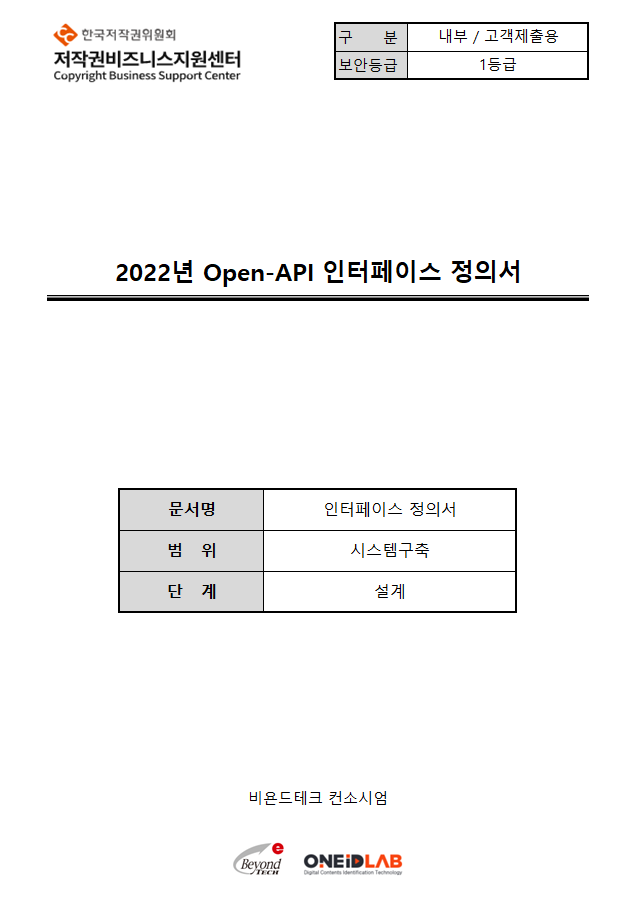 한국저작권위원회
저작권비즈니스지원센터
Copyright Business Support Center
구 분 내부 / 고객제출용
보안등급 1등급
2022년 Open-API 인터페이스 정의서
문서명 인터페이스 정의서
범 위 시스템구축
단 계 설계
비욘드테크 컨소시엄
e
Beyond
TECH
ONEiDLAB
Digital Contents Identification Technology